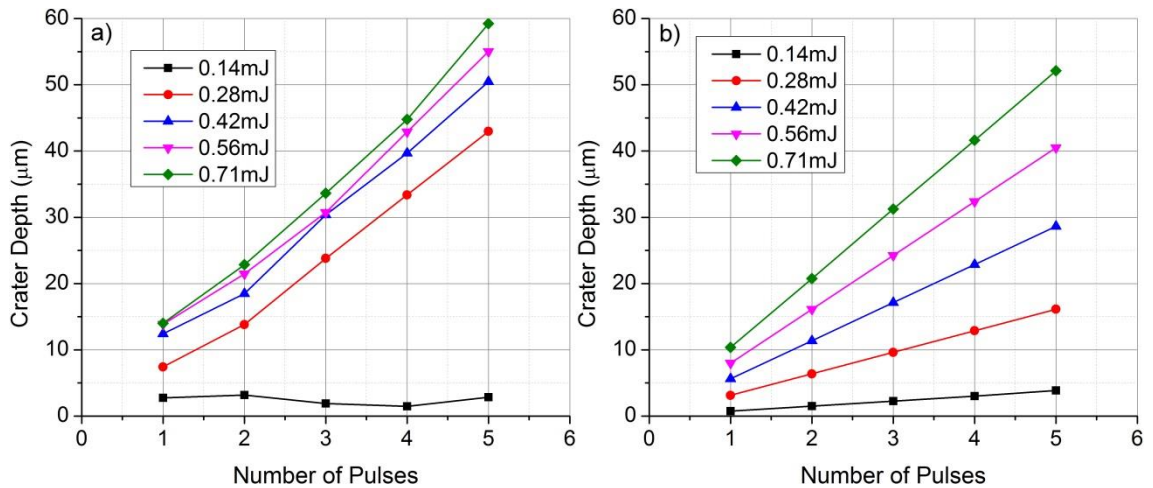 a)
0.14mJ
0.28mJ
0.42mJ
0.56mJ
0.71mJ
60
50
40
30
20
10
0
Crater Depth (μm)
0 1 2 3 4 5 6
Number of Pulses
b)
0.14mJ
0.28mJ
0.42mJ
0.56mJ
0.71mJ
60
50
40
30
20
10
0
Crater Depth (μm)
0 1 2 3 4 5 6
Number of Pulses